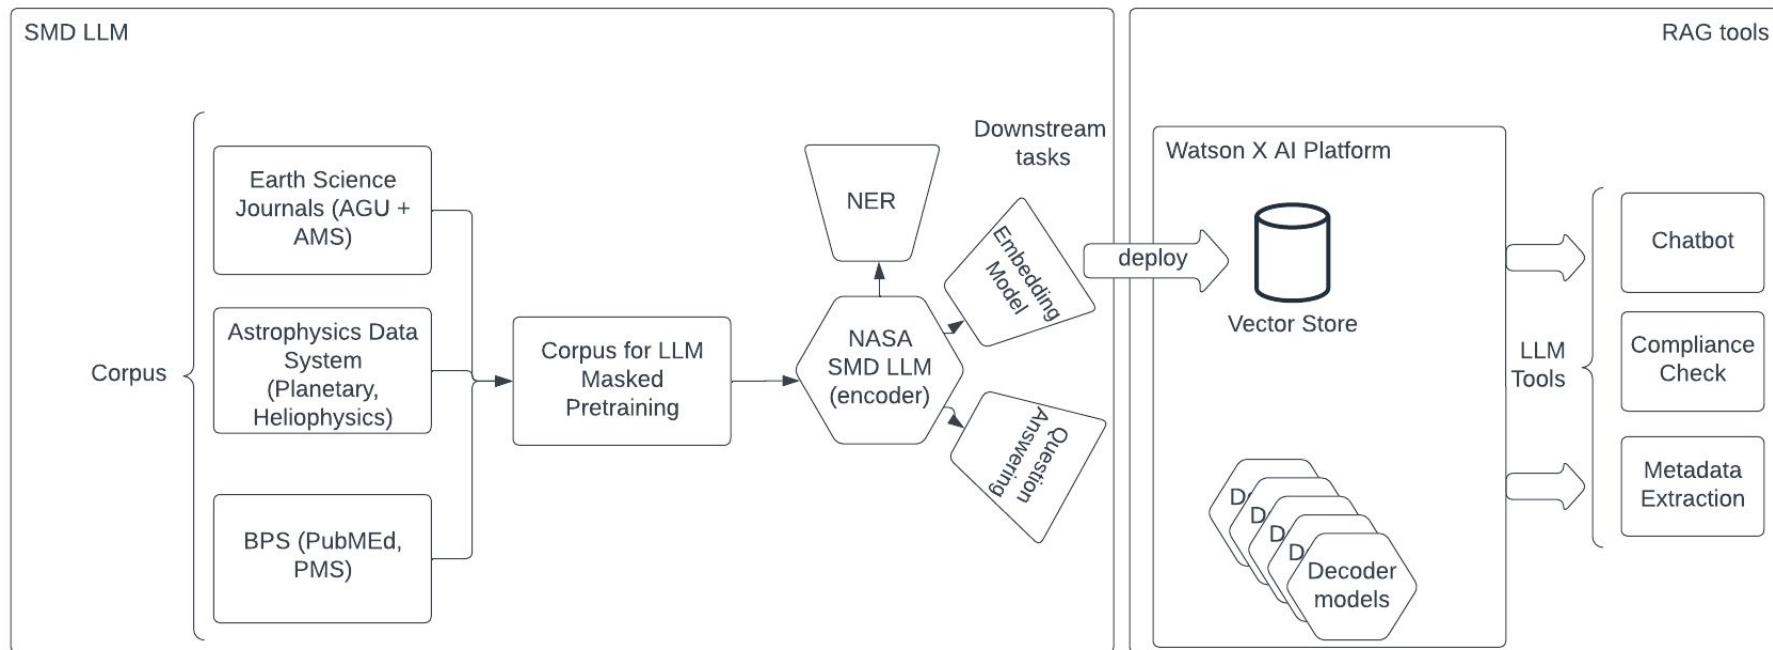 SMD LLM
RAG tools
Corpus
Earth Science
Journals (AGU +
AMS)
Astrophysics Data
System
(Planetary,
Heliophysics)
BPS (PubMEd,
PMS)
Corpus for LLM
Masked
Pretraining
NER
NASA
SMD LLM
(encoder)
Downstream
tasks
Embedding
Model
Question
Answering
deploy
Watson X AI Platform
Vector Store
D
D
D
D
Decoder
models
LLM
Tools
Chatbot
Compliance
Check
Metadata
Extraction